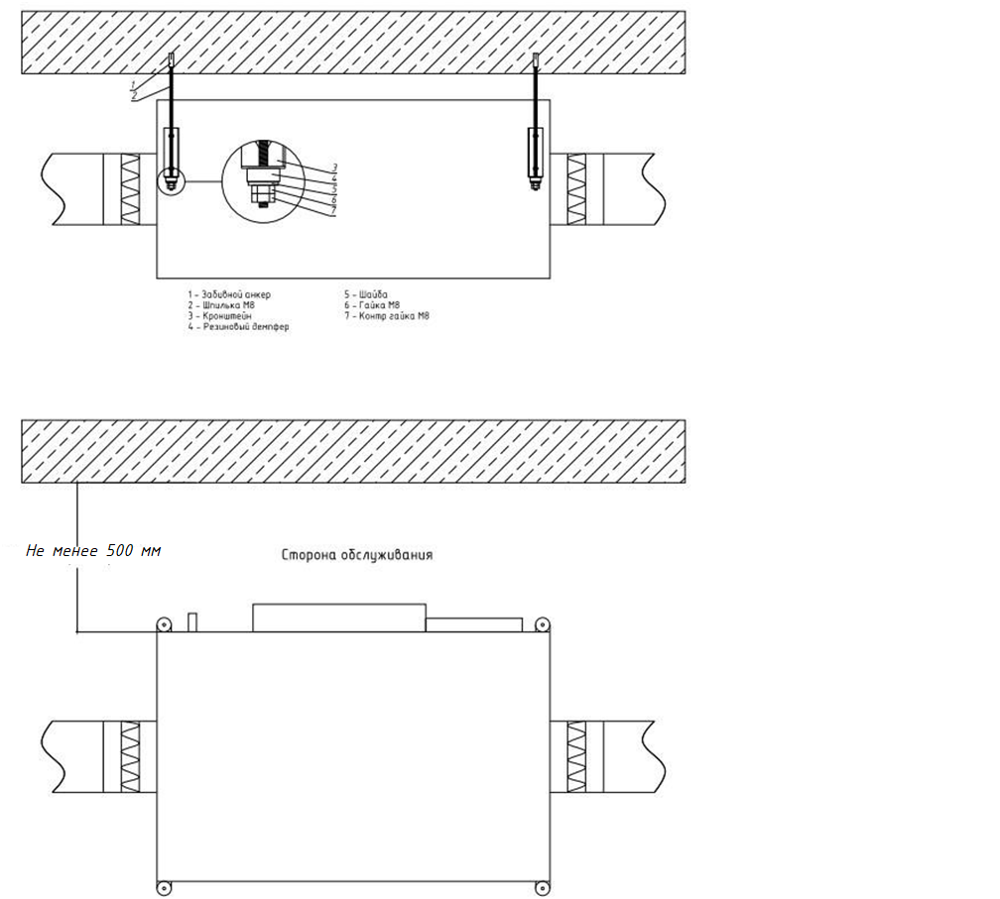 1
2
3
4
5
6
7
1 – Забивной анкер
2 – Шпилька М8
3 – Кронштейн
4 – Резиновый демпфер
5 – Шайба
6 – Гайка М8
7 – Контр гайка М8
Не менее 500 мм
Сторона обслуживания